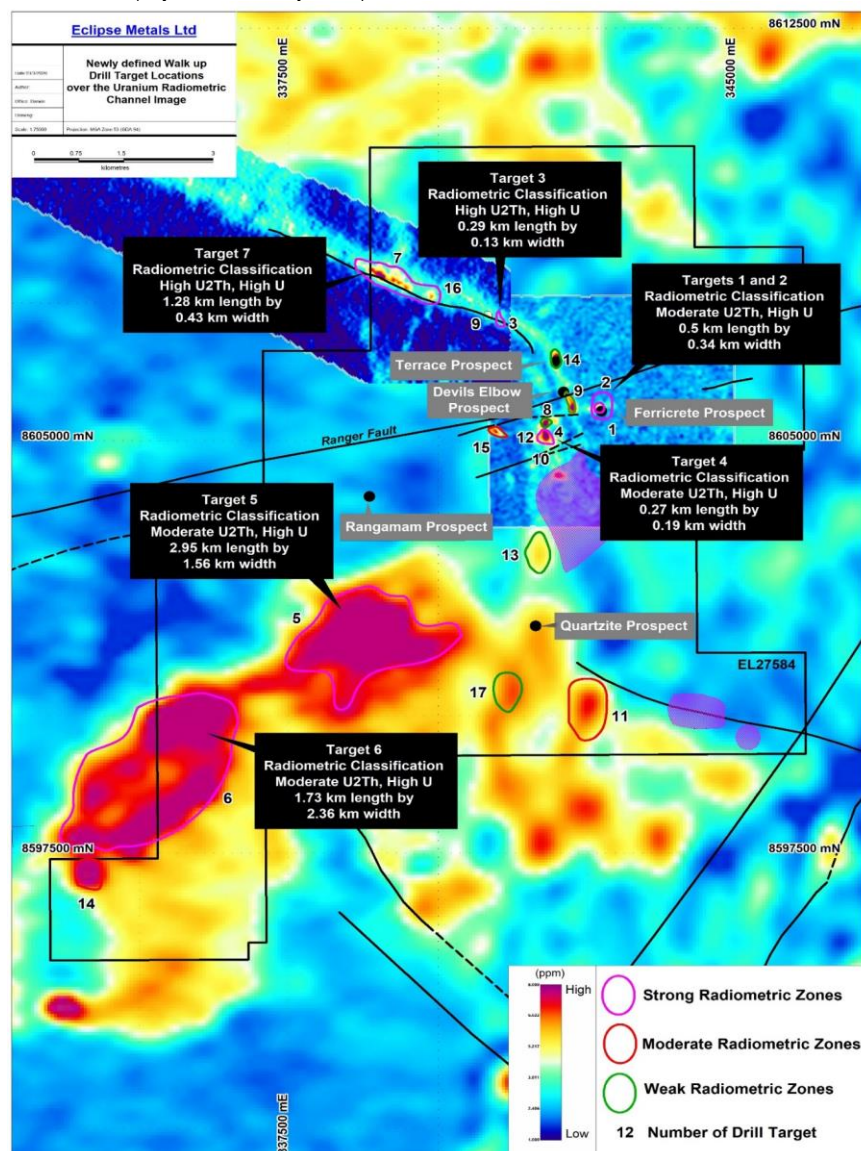 Eclipse Metals Ltd
Newly defined Walk up
Drill Target Locations
over the Uranium Radiometric
Channel Image
0 0.75 1.5 3
kilometres
8612500 mN
337500 mE
345000 mE
Target 3
Radiometric Classification
High U2Th, High U
0.29 km length by
0.13 km width
Target 7
Radiometric Classification
High U2Th, High U
1.28 km length by
0.43 km width
7
16
9
3
Targets 1 and 2
Radiometric Classification
Moderate U2Th, High U
0.5 km length by
0.34 km width
Terrace Prospect
14
Devils Elbow
Prospect
9
2
8
1
Ferricrete Prospect
8605000 mN
Ranger Fault
15
12
4
10
8605000 mN
Target 4
Radiometric Classification
Moderate U2Th, High U
0.27 km length by
0.19 km width
Target 5
Radiometric Classification
Moderate U2Th, High U
2.95 km length by
1.56 km width
Rangamam Prospect
13
5
Quartzite Prospect
EL27584
17
11
Target 6
Radiometric Classification
Moderate U2Th, High U
1.73 km length by
2.36 km width
6
8597500 mN
8597500 mN
14
337500 mE
(ppm)
High
Low
Strong Radiometric Zones
Moderate Radiometric Zones
Weak Radiometric Zones
12 Number of Drill Target